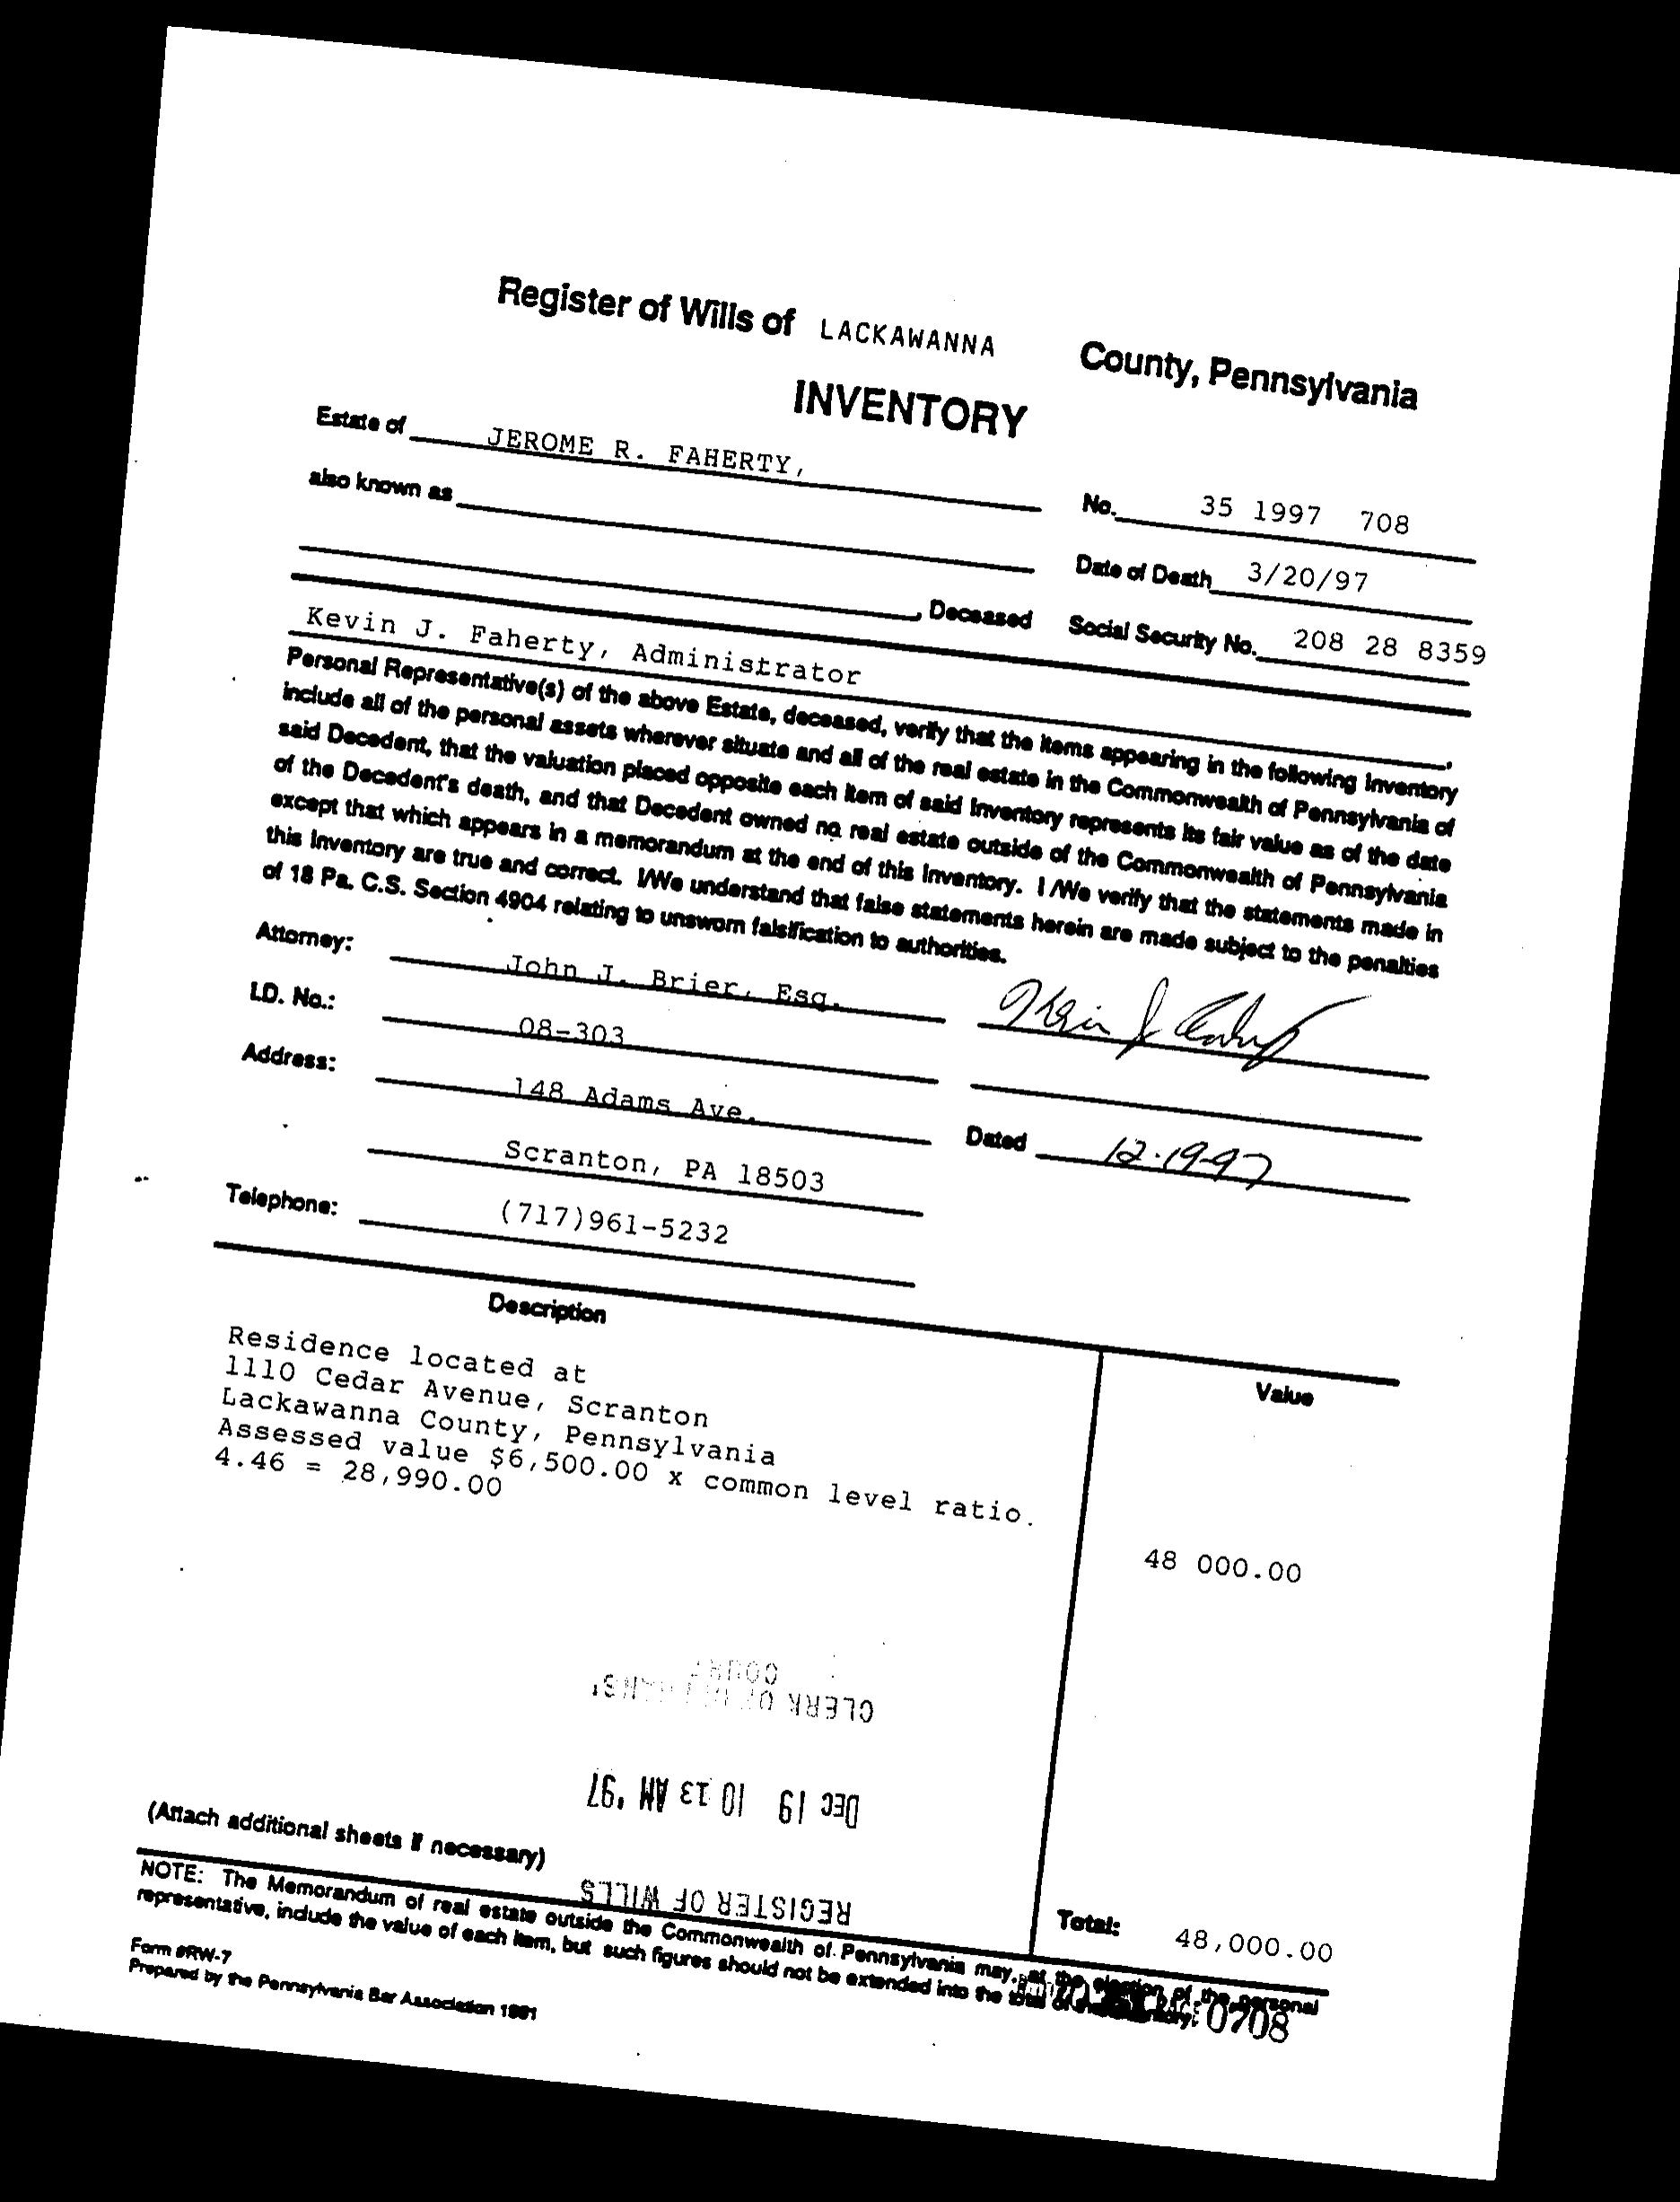 Register of Wills of LACKAWANNA County, Pennsylvania
INVENTORY
Estate of JEROME R. FAHERTY,
No. 35 1997 708
also known as
Date of Death 3/20/97
, Deceased Social Security No. 208 28 8359
Kevin J. Faherty, Administrator ,
Personal Representative(s) of the above Estate, deceased, verify that the items appearing in the following Inventory
include all of the personal assets wherever situate and all of the real estate in the Commonwealth of Pennsylvania of
said Decedent, that the valuation placed opposite each item of said Inventory represents its fair value as of the date
of the Decedent's death, and that Decedent owned no real estate outside of the Commonwealth of Pennsylvania
except that which appears in a memorandum at the end of this Inventory. I/We verify that the statements made in
this Inventory are true and correct. I/We understand that false statements herein are made subject to the penalties
of 18 Pa. C.S. Section 4904 relating to unsworn falsification to authorities.
Attorney: John J. Brier, Esq.
Kevin J Faherty
I.D. No.: 08-303
Address: 148 Adams Ave.
Dated 12-19-97
Scranton, PA 18503
Telephone: (717)961-5232
Description
Value
Residence located at
1110 Cedar Avenue, Scranton
Lackawanna County, Pennsylvania
Assessed value $6,500.00 x common level ratio.
4.46 = 28,990.00
48 000.00
CLERK OF
DEC 19 10 13 AM '97
REGISTER OF WILLS
(Attach additional sheets if necessary)
Total: 48,000.00
NOTE: The Memorandum of real estate outside the Commonwealth of Pennsylvania may, at the election of the personal
representative, include the value of each item, but such figures should not be extended into the total of the Inventory.
0708
Form #RW-7
Prepared by the Pennsylvania Bar Association 1991